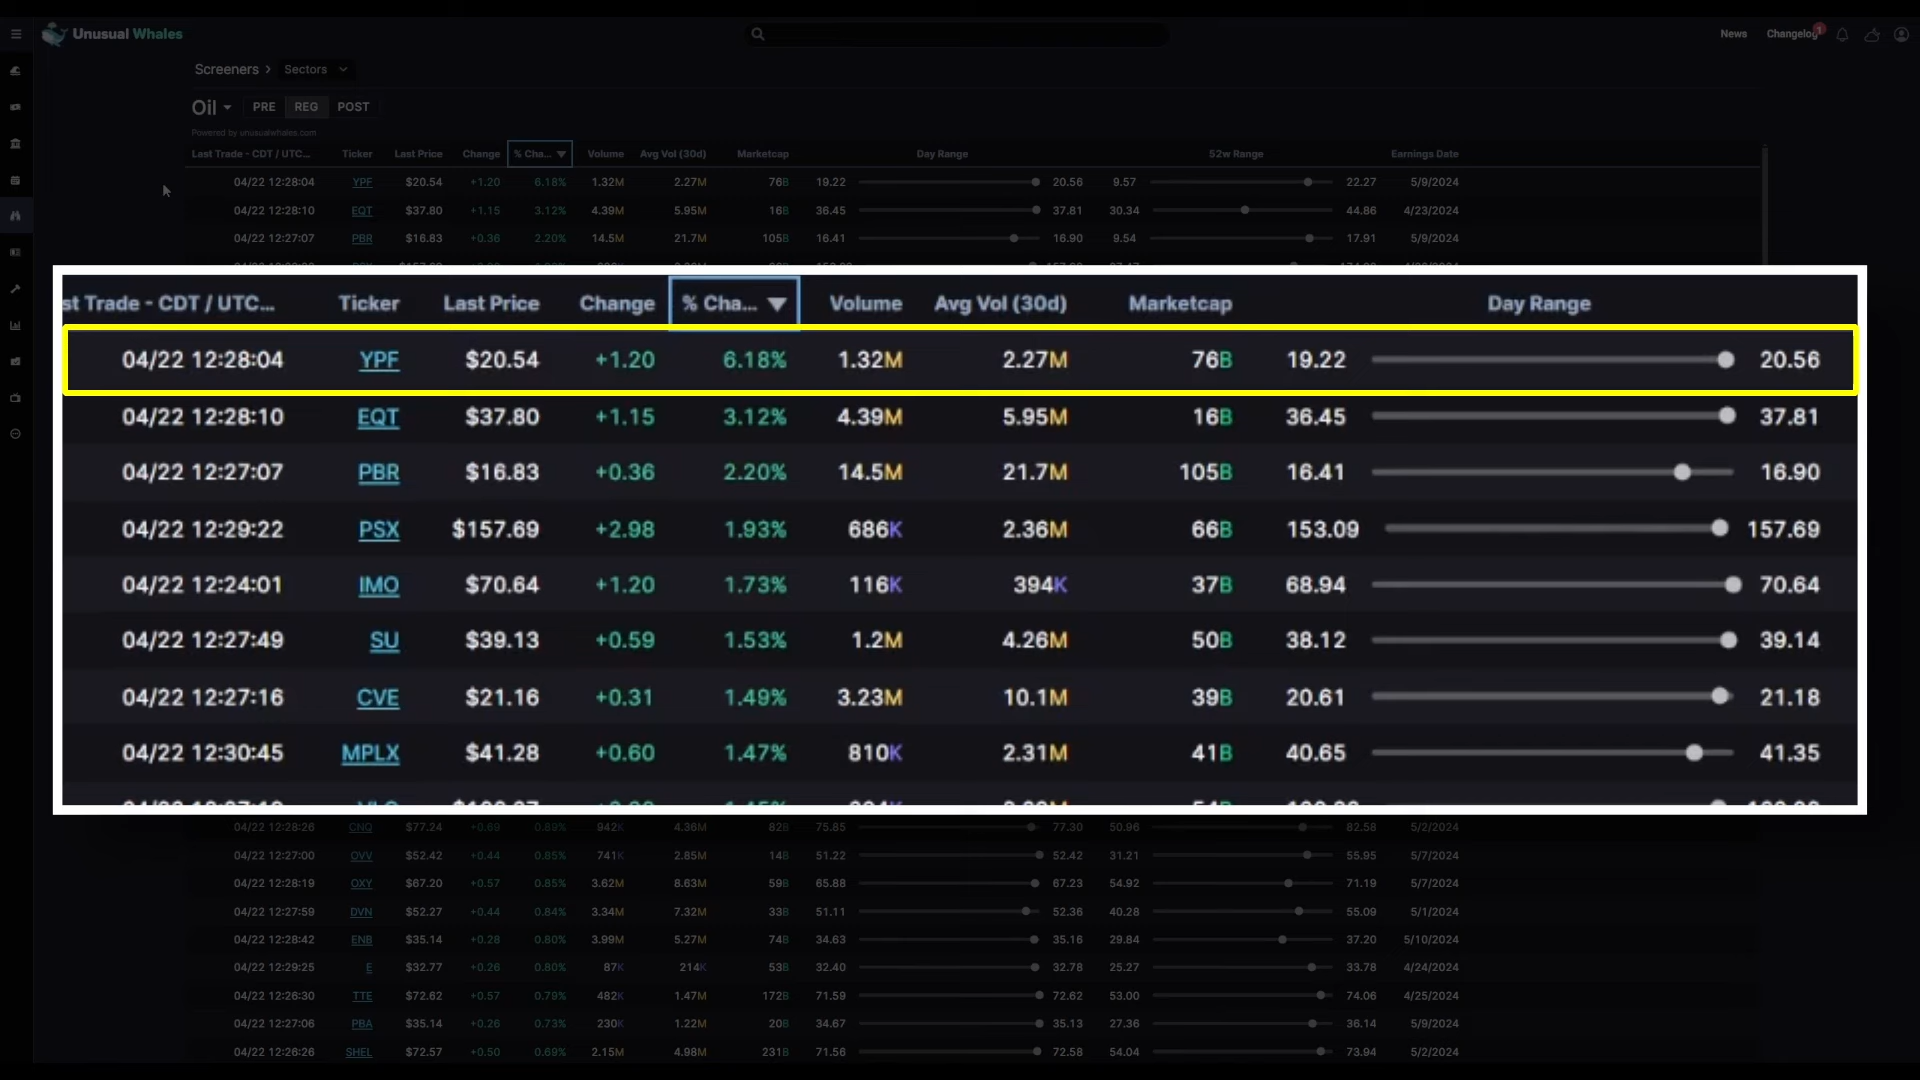 Unusual Whales
News Changelog 1
Screeners > Sectors
Oil PRE REG POST
Powered by unusualwhales.com
Last Trade - CDT / UTC... Ticker Last Price Change % Cha... Volume Avg Vol (30d) Marketcap Day Range 52w Range Earnings Date
04/22 12:28:04 YPF $20.54 +1.20 6.18% 1.32M 2.27M 76B 19.22 20.56 9.57 22.27 5/9/2024
04/22 12:28:10 EQT $37.80 +1.15 3.12% 4.39M 5.95M 16B 36.45 37.81 30.34 44.86 4/23/2024
04/22 12:27:07 PBR $16.83 +0.36 2.20% 14.5M 21.7M 105B 16.41 16.90 9.54 17.91 5/9/2024
st Trade - CDT / UTC... Ticker Last Price Change % Cha... Volume Avg Vol (30d) Marketcap Day Range
04/22 12:28:04 YPF $20.54 +1.20 6.18% 1.32M 2.27M 76B 19.22 20.56
04/22 12:28:10 EQT $37.80 +1.15 3.12% 4.39M 5.95M 16B 36.45 37.81
04/22 12:27:07 PBR $16.83 +0.36 2.20% 14.5M 21.7M 105B 16.41 16.90
04/22 12:29:22 PSX $157.69 +2.98 1.93% 686K 2.36M 66B 153.09 157.69
04/22 12:24:01 IMO $70.64 +1.20 1.73% 116K 394K 37B 68.94 70.64
04/22 12:27:49 SU $39.13 +0.59 1.53% 1.2M 4.26M 50B 38.12 39.14
04/22 12:27:16 CVE $21.16 +0.31 1.49% 3.23M 10.1M 39B 20.61 21.18
04/22 12:30:45 MPLX $41.28 +0.60 1.47% 810K 2.31M 41B 40.65 41.35
04/22 12:28:26 CNQ $77.24 +0.69 0.89% 942K 4.36M 82B 75.85 77.30 50.96 82.58 5/2/2024
04/22 12:27:00 OVV $52.42 +0.44 0.85% 741K 2.85M 14B 51.22 52.42 31.21 55.95 5/7/2024
04/22 12:28:19 OXY $67.20 +0.57 0.85% 3.62M 8.63M 59B 65.88 67.23 54.92 71.19 5/7/2024
04/22 12:27:59 DVN $52.27 +0.44 0.84% 3.34M 7.32M 33B 51.11 52.36 40.28 55.09 5/1/2024
04/22 12:28:42 ENB $35.14 +0.28 0.80% 3.99M 5.27M 74B 34.63 35.16 29.84 37.20 5/10/2024
04/22 12:29:25 E $32.77 +0.26 0.80% 87K 214K 53B 32.40 32.78 25.27 33.78 4/24/2024
04/22 12:26:30 TTE $72.62 +0.57 0.79% 482K 1.47M 172B 71.59 72.62 53.00 74.06 4/25/2024
04/22 12:27:06 PBA $35.14 +0.26 0.73% 230K 1.22M 20B 34.67 35.13 27.36 36.14 5/9/2024
04/22 12:26:26 SHEL $72.57 +0.50 0.69% 2.15M 4.98M 231B 71.56 72.58 54.04 73.94 5/2/2024